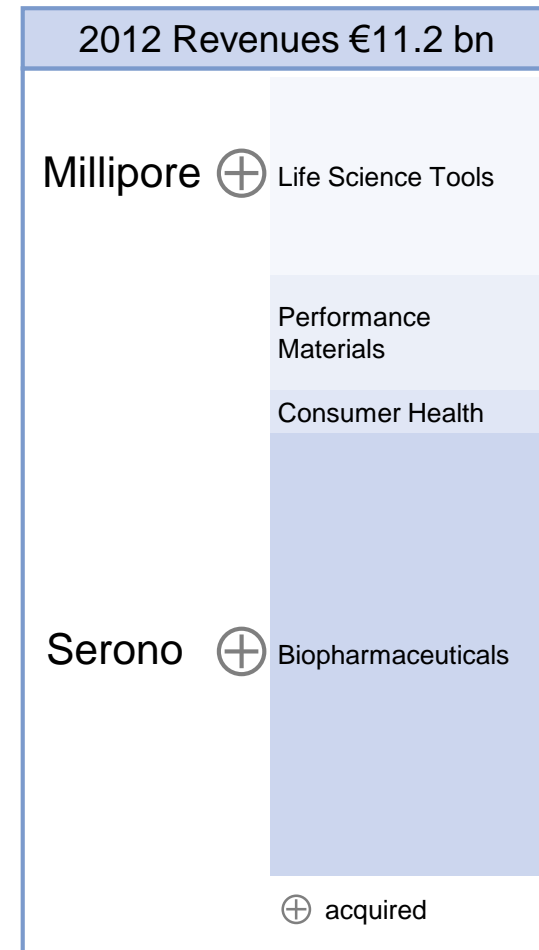 2012 Revenues €11.2 bn
Millipore
Life Science Tools
Performance
Materials
Consumer Health
Serono
Biopharmaceuticals
acquired